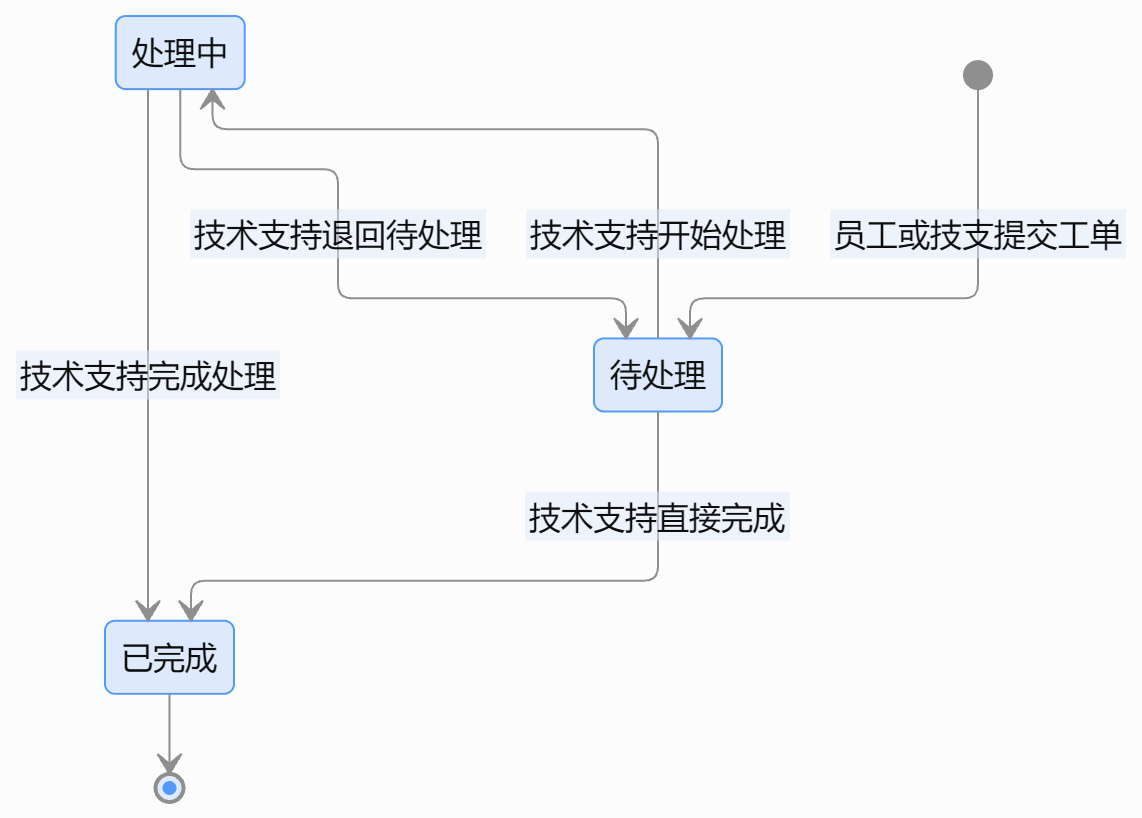 处理中
技术支持退回待处理
技术支持开始处理
员工或技支提交工单
技术支持完成处理
待处理
技术支持直接完成
已完成